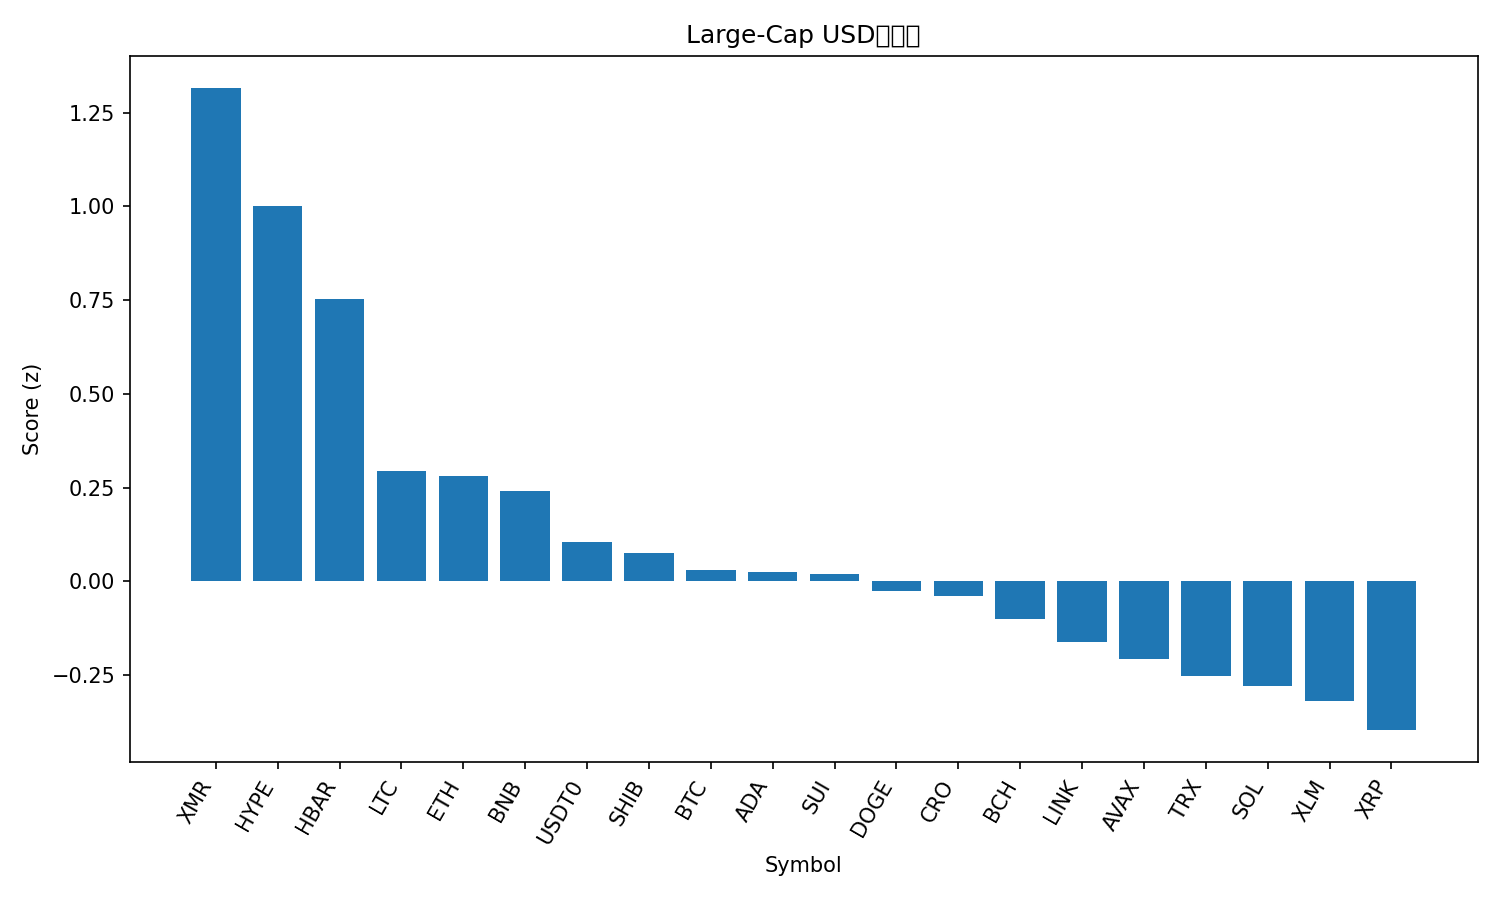 Large-Cap USD
1.25
1.00
0.75
0.50
0.25
0.00
−0.25
Score (z)
XMR
HYPE
HBAR
LTC
ETH
BNB
USDT0
SHIB
BTC
ADA
SUI
DOGE
CRO
BCH
LINK
AVAX
TRX
SOL
XLM
XRP
Symbol